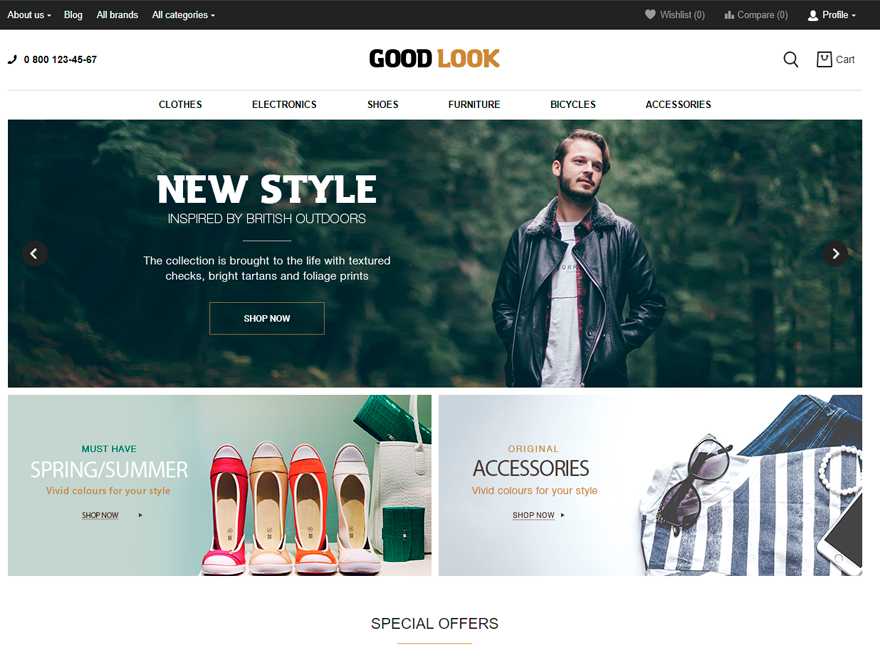 About us Blog All brands All categories Wishlist (0) Compare (0) Profile
0 800 123-45-67 GOOD LOOK Cart
CLOTHES ELECTRONICS SHOES FURNITURE BICYCLES ACCESSORIES
NEW STYLE
INSPIRED BY BRITISH OUTDOORS
The collection is brought to the life with textured
checks, bright tartans and foliage prints
SHOP NOW
MUST HAVE
SPRING/SUMMER
Vivid colours for your style
SHOP NOW
ORIGINAL
ACCESSORIES
Vivid colours for your style
SHOP NOW
SPECIAL OFFERS